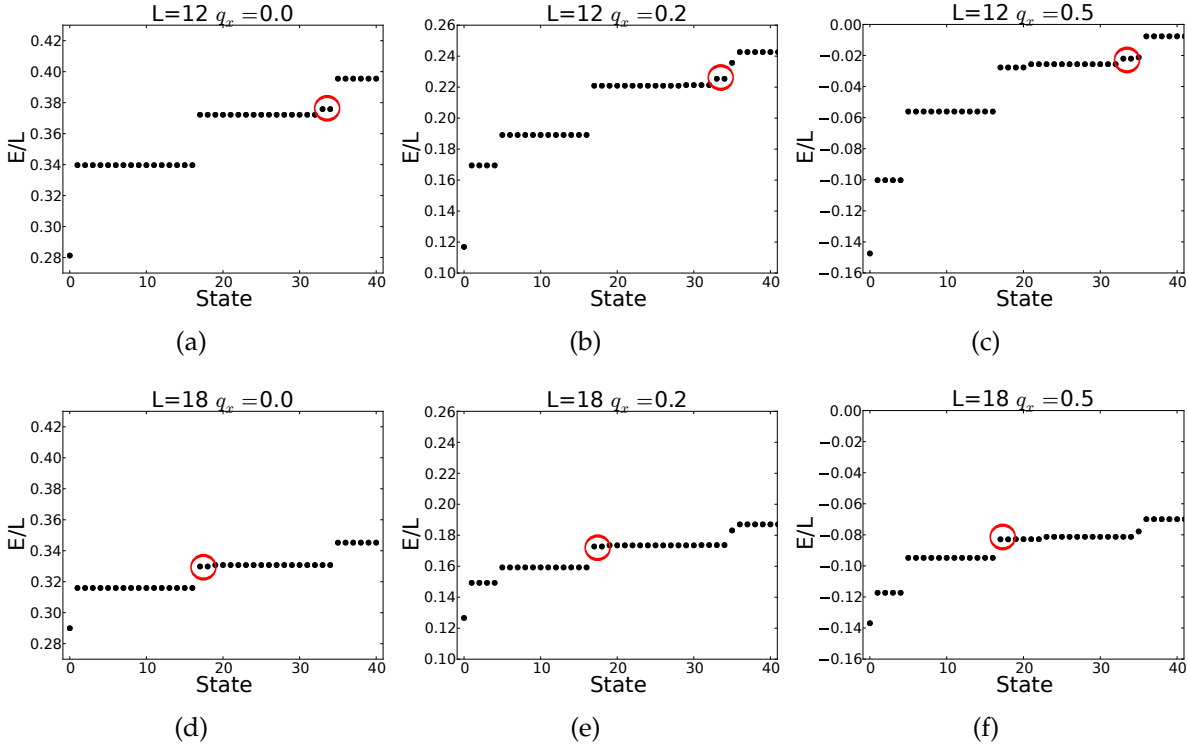 L=12 q_x =0.0
E/L
0.42
0.40
0.38
0.36
0.34
0.32
0.30
0.28
0 10 20 30 40
State
(a)
L=12 q_x =0.2
E/L
0.26
0.24
0.22
0.20
0.18
0.16
0.14
0.12
0.10
0 10 20 30 40
State
(b)
L=12 q_x =0.5
E/L
0.00
−0.02
−0.04
−0.06
−0.08
−0.10
−0.12
−0.14
−0.16
0 10 20 30 40
State
(c)
L=18 q_x =0.0
E/L
0.42
0.40
0.38
0.36
0.34
0.32
0.30
0.28
0 10 20 30 40
State
(d)
L=18 q_x =0.2
E/L
0.26
0.24
0.22
0.20
0.18
0.16
0.14
0.12
0.10
0 10 20 30 40
State
(e)
L=18 q_x =0.5
E/L
0.00
−0.02
−0.04
−0.06
−0.08
−0.10
−0.12
−0.14
−0.16
0 10 20 30 40
State
(f)